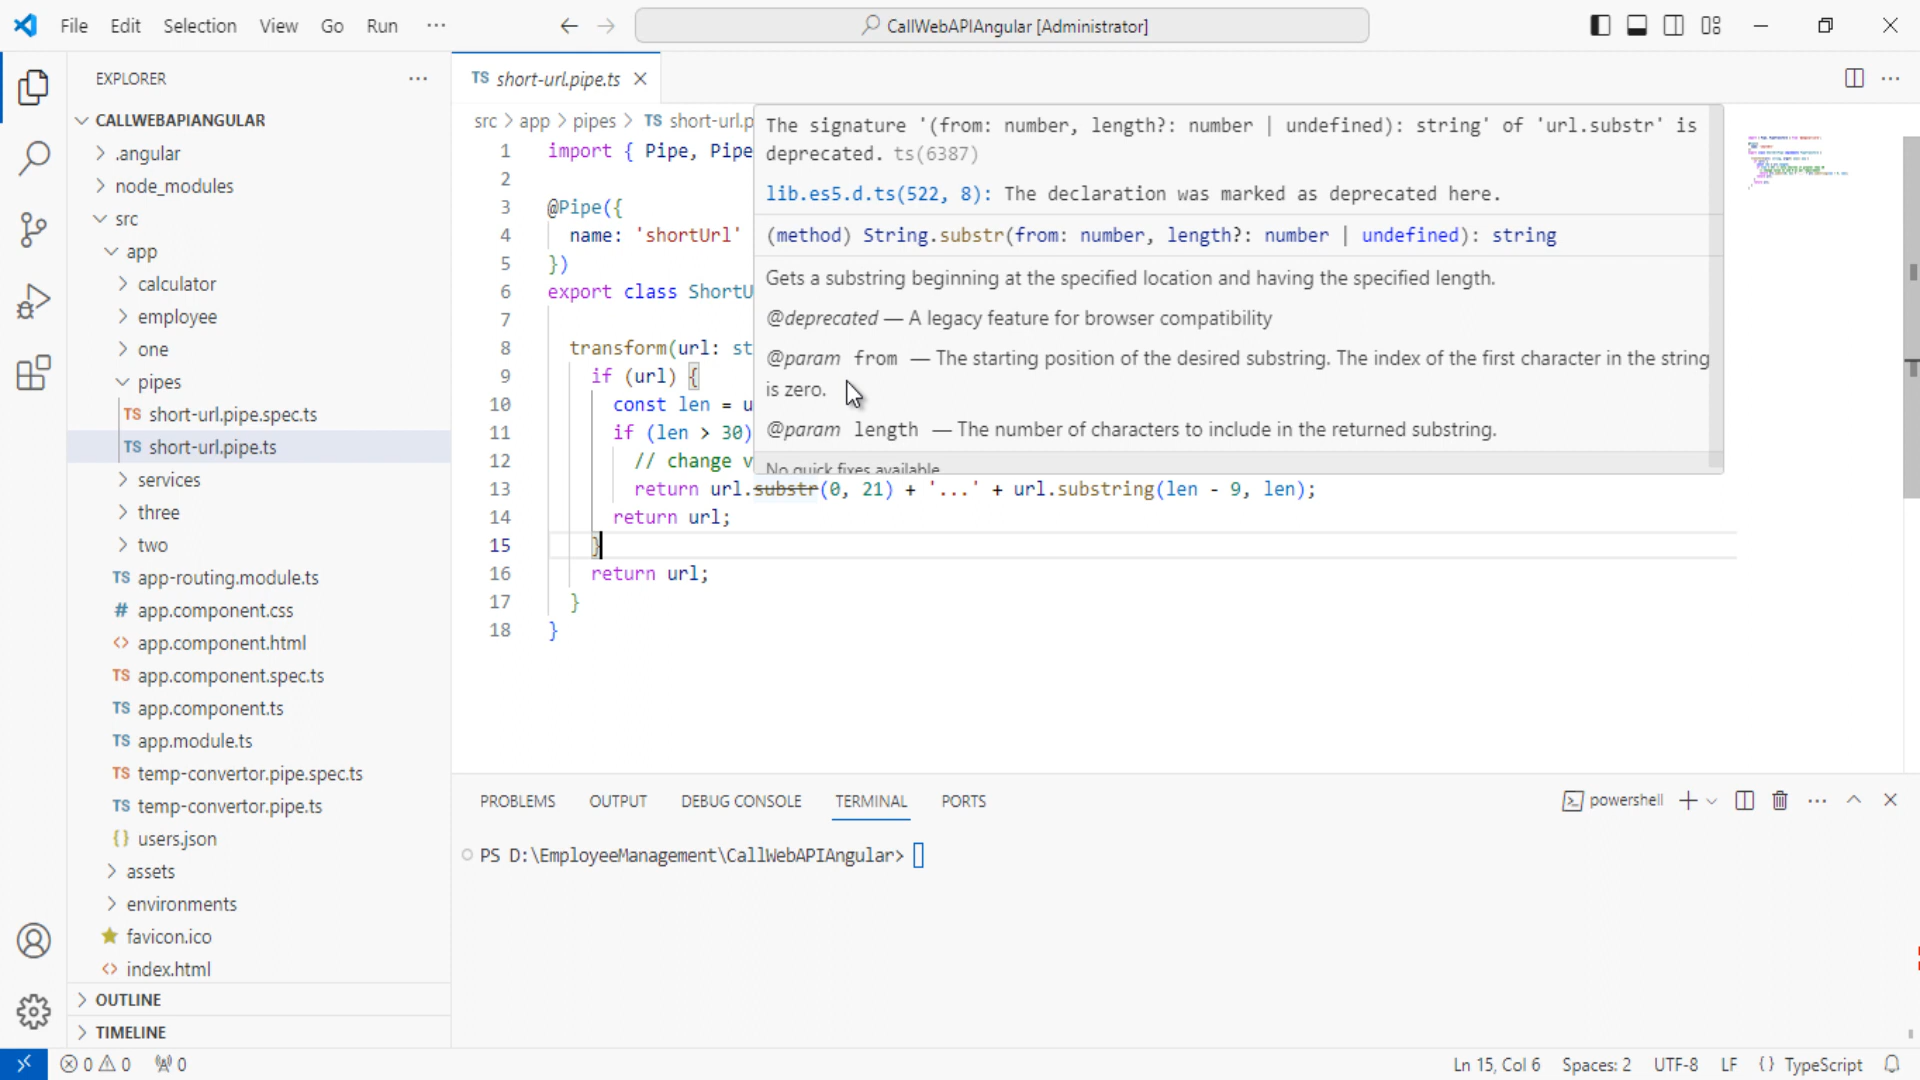 File Edit Selection View Go Run ...
CallWebAPIAngular [Administrator]
EXPLORER ...
CALLWEBAPIANGULAR
.angular
node_modules
src
app
calculator
employee
one
pipes
TS short-url.pipe.spec.ts
TS short-url.pipe.ts
services
three
two
TS app-routing.module.ts
# app.component.css
<> app.component.html
TS app.component.spec.ts
TS app.component.ts
TS app.module.ts
TS temp-convertor.pipe.spec.ts
TS temp-convertor.pipe.ts
{} users.json
assets
environments
favicon.ico
<> index.html
OUTLINE
TIMELINE
TS short-url.pipe.ts
src > app > pipes > TS short-url.p
1 import { Pipe, Pipe
2
3 @Pipe({
4 name: 'shortUrl'
5 })
6 export class ShortU
7
8 transform(url: st
9 if (url) {
10 const len = u
11 if (len > 30)
12 // change v
13 return url.substr(0, 21) + '...' + url.substring(len - 9, len);
14 return url;
15 }
16 return url;
17 }
18 }
The signature '(from: number, length?: number | undefined): string' of 'url.substr' is
deprecated. ts(6387)
lib.es5.d.ts(522, 8): The declaration was marked as deprecated here.
(method) String.substr(from: number, length?: number | undefined): string
Gets a substring beginning at the specified location and having the specified length.
@deprecated — A legacy feature for browser compatibility
@param from — The starting position of the desired substring. The index of the first character in the string
is zero.
@param length — The number of characters to include in the returned substring.
No quick fixes available
PROBLEMS OUTPUT DEBUG CONSOLE TERMINAL PORTS
powershell
PS D:\EmployeeManagement\CallWebAPIAngular>
0 0 0
Ln 15, Col 6 Spaces: 2 UTF-8 LF {} TypeScript